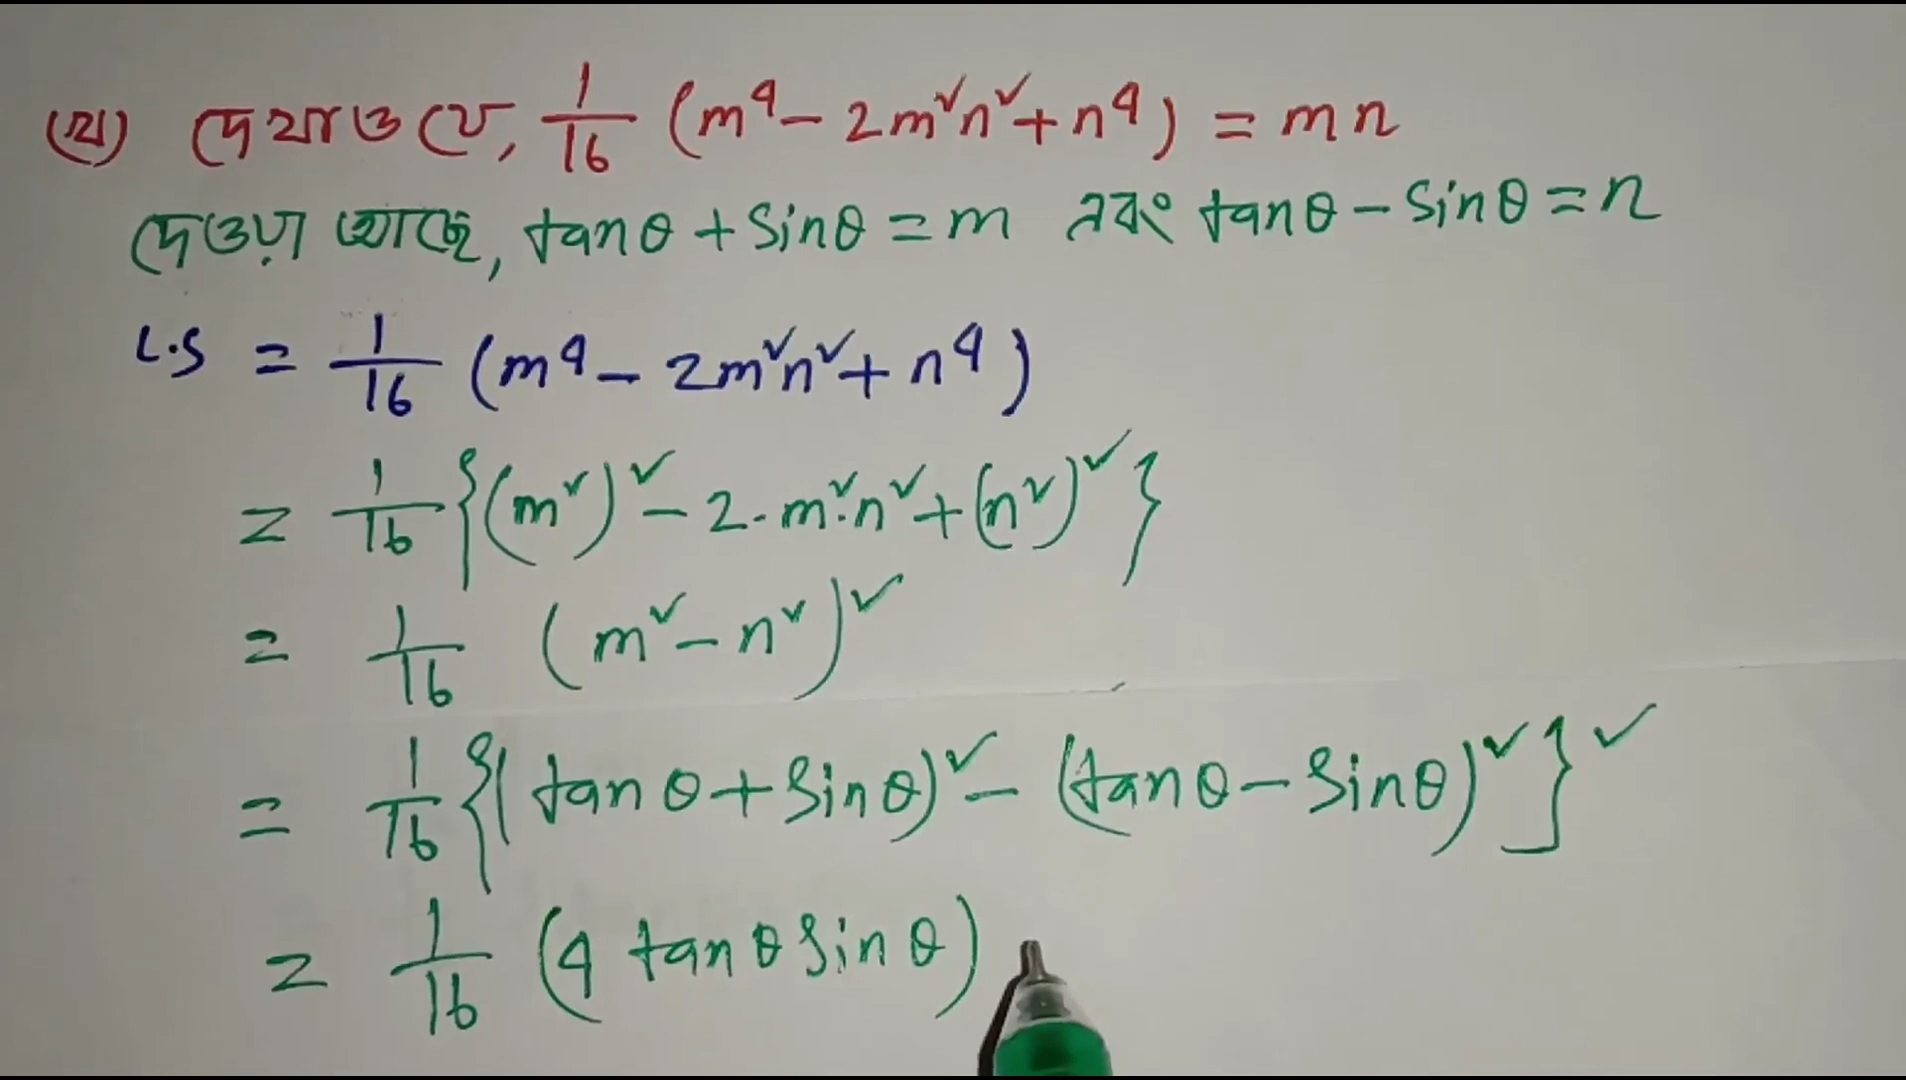 (খ) দেখাও যে, 1/16 (m⁴ - 2m²n² + n⁴) = mn
দেওয়া আছে, tanθ + sinθ = m এবং tanθ - sinθ = n
L.S = 1/16 (m⁴ - 2m²n² + n⁴)
= 1/16 {(m²)² - 2·m²·n² + (n²)²}
= 1/16 (m² - n²)²
= 1/16 {(tanθ + sinθ)² - (tanθ - sinθ)²}²
= 1/16 (4 tanθ sinθ)